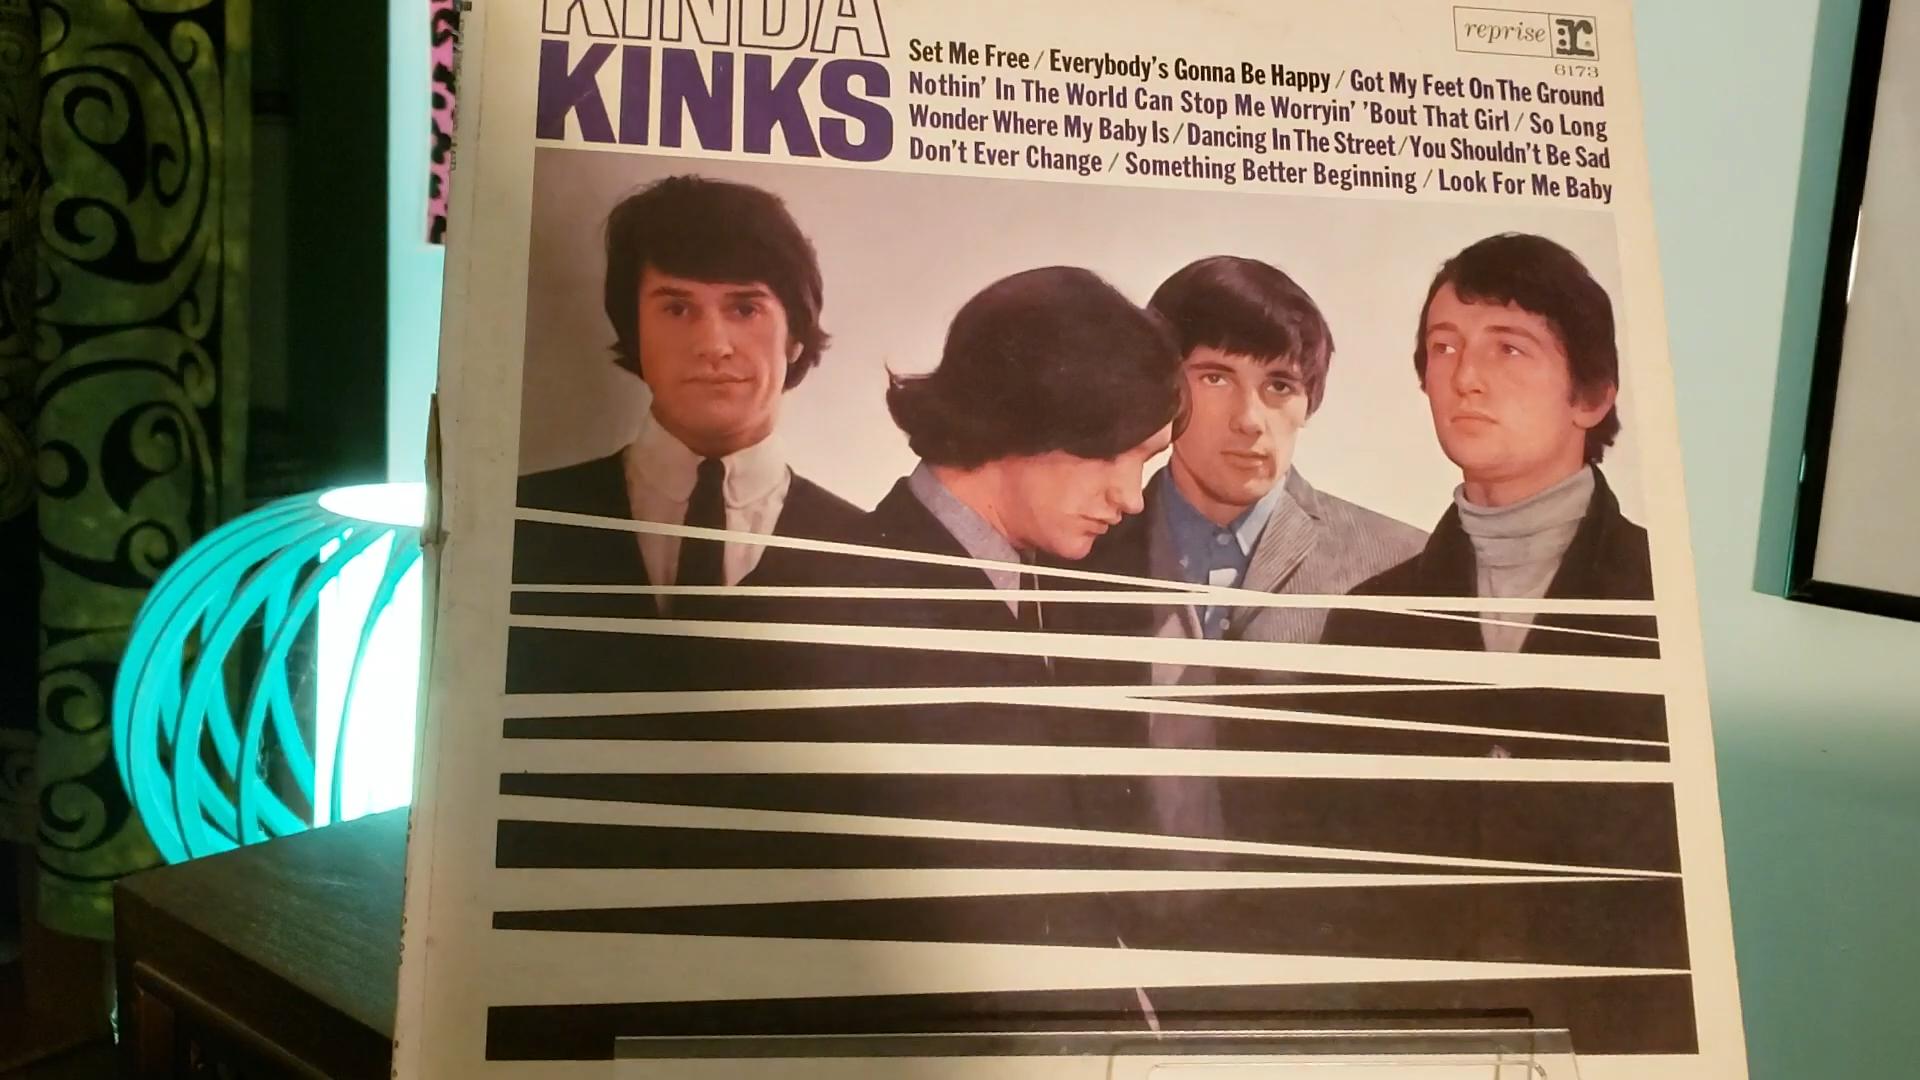 KINDA
KINKS
reprise
6173
Set Me Free / Everybody's Gonna Be Happy / Got My Feet On The Ground
Nothin' In The World Can Stop Me Worryin' 'Bout That Girl / So Long
Wonder Where My Baby Is / Dancing In The Street / You Shouldn't Be Sad
Don't Ever Change / Something Better Beginning / Look For Me Baby